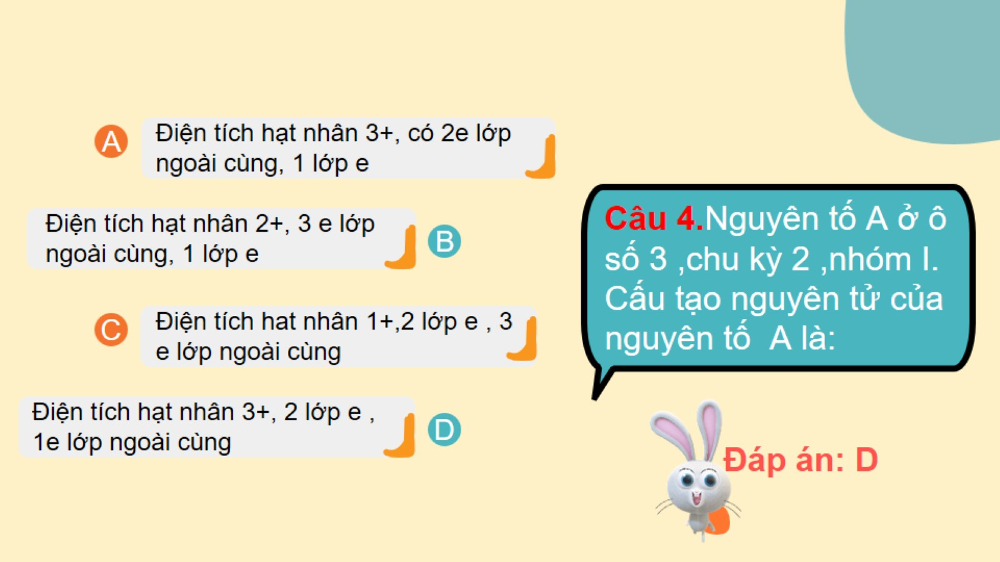 A
Điện tích hạt nhân 3+, có 2e lớp
ngoài cùng, 1 lớp e
Điện tích hạt nhân 2+, 3 e lớp
ngoài cùng, 1 lớp e
B
C
Điện tích hat nhân 1+,2 lớp e , 3
e lớp ngoài cùng
Điện tích hạt nhân 3+, 2 lớp e ,
1e lớp ngoài cùng
D
Câu 4.Nguyên tố A ở ô
số 3 ,chu kỳ 2 ,nhóm I.
Cấu tạo nguyên tử của
nguyên tố A là:
Đáp án: D